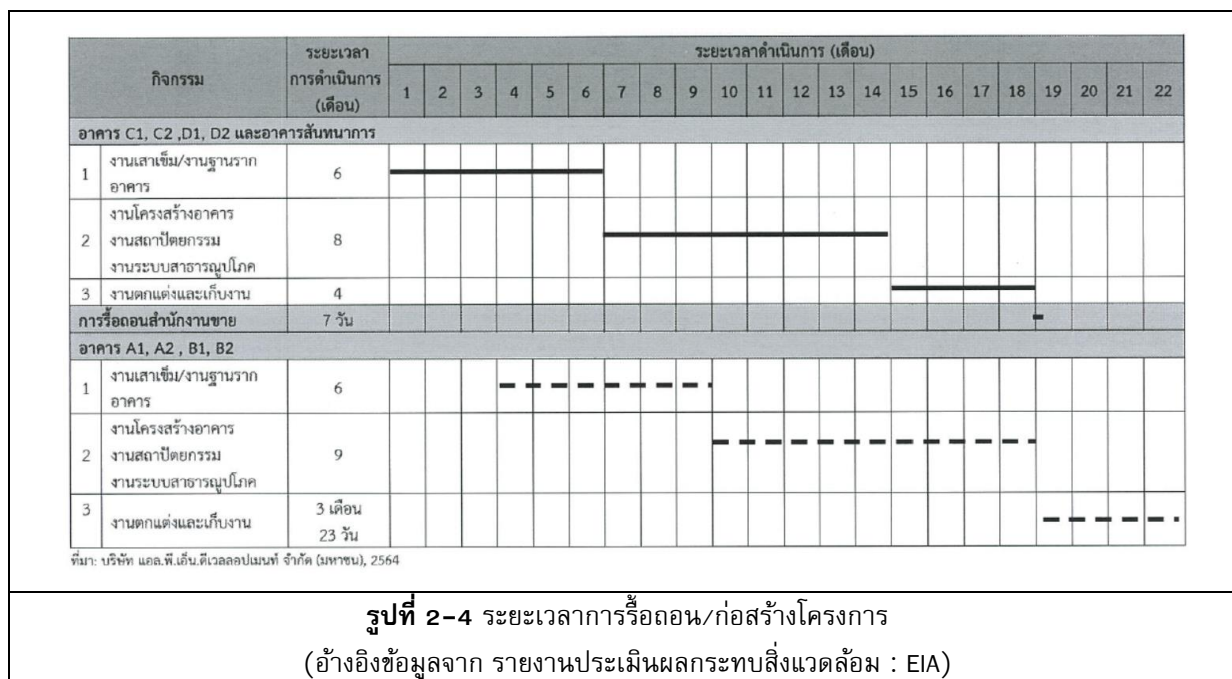 กิจกรรม
ระยะเวลา
การดำเนินการ
(เดือน)
ระยะเวลาดำเนินการ (เดือน)
1 2 3 4 5 6 7 8 9 10 11 12 13 14 15 16 17 18 19 20 21 22
อาคาร C1, C2 ,D1, D2 และอาคารสันทนาการ
1 งานเสาเข็ม/งานฐานราก
อาคาร
6
งานโครงสร้างอาคาร
2 งานสถาปัตยกรรม 8
งานระบบสาธารณูปโภค
3 งานตกแต่งและเก็บงาน 4
การรื้อถอนสำนักงานขาย 7 วัน
อาคาร A1, A2 , B1, B2
1 งานเสาเข็ม/งานฐานราก
อาคาร
6
งานโครงสร้างอาคาร
2 งานสถาปัตยกรรม 9
งานระบบสาธารณูปโภค
3 งานตกแต่งและเก็บงาน
3 เดือน
23 วัน
ที่มา: บริษัท แอล.พี.เอ็น.ดีเวลลอปเมนท์ จำกัด (มหาชน), 2564
รูปที่ 2-4 ระยะเวลาการรื้อถอน/ก่อสร้างโครงการ
(อ้างอิงข้อมูลจาก รายงานประเมินผลกระทบสิ่งแวดล้อม : EIA)